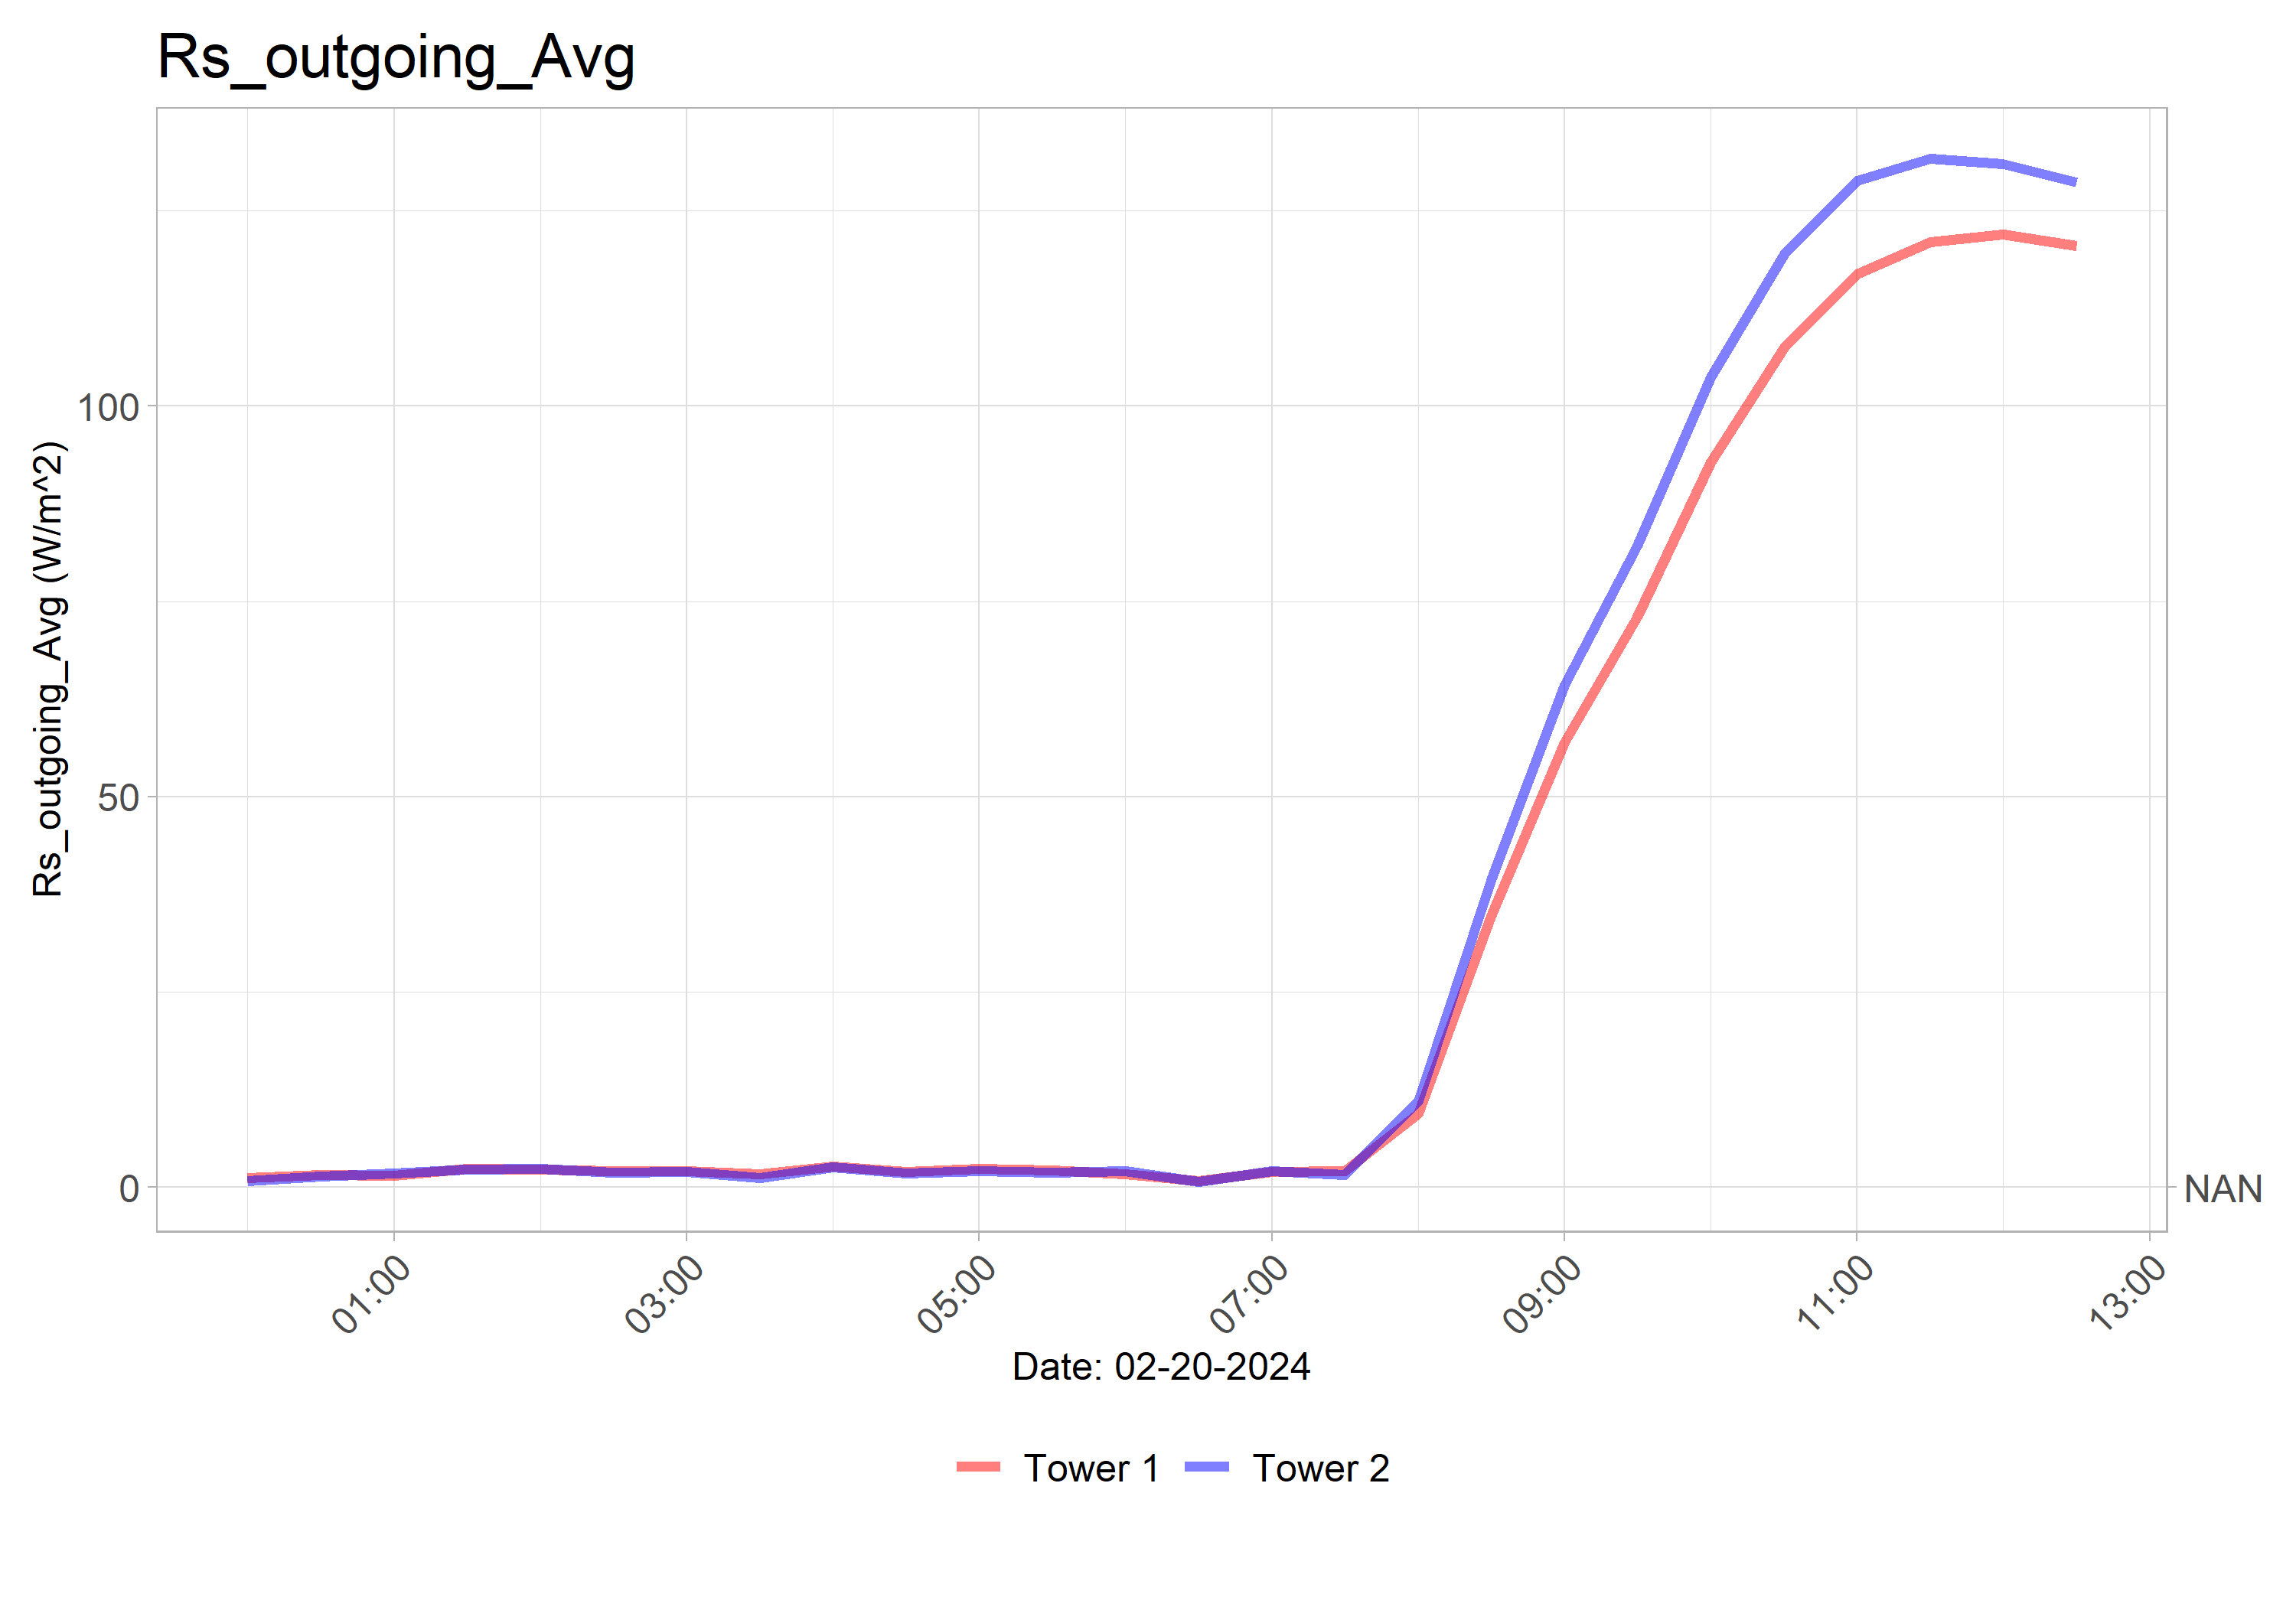 Rs_outgoing_Avg
Rs_outgoing_Avg (W/m^2)
100
50
0
NAN
01:00 03:00 05:00 07:00 09:00 11:00 13:00
Date: 02-20-2024
Tower 1 Tower 2